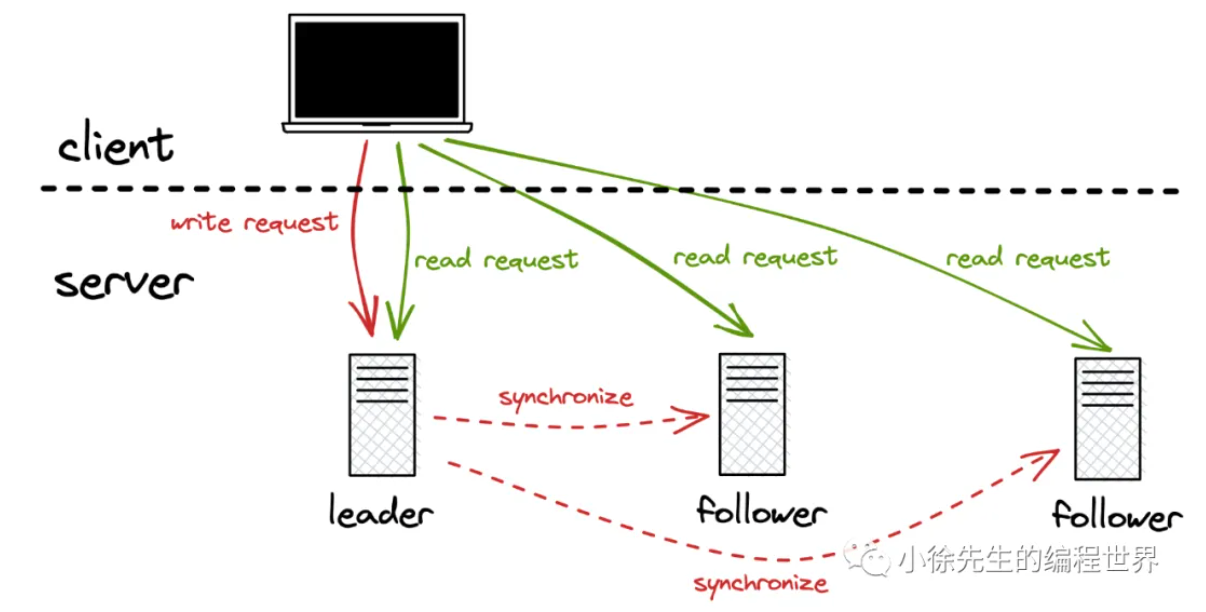 client
write request
read request
read request
read request
server
synchronize
leader
follower
follower
synchronize
小徐先生的编程世界